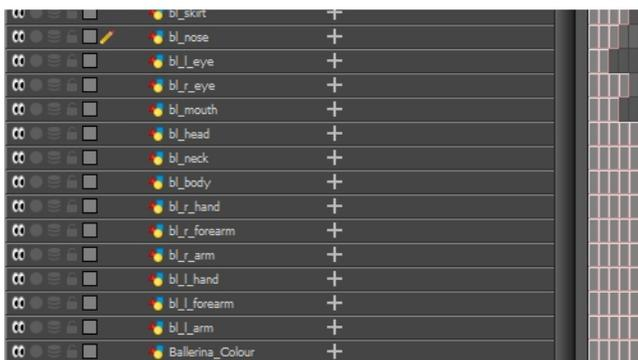 bl_skirt
bl_nose
bl_l_eye
bl_r_eye
bl_mouth
bl_head
bl_neck
bl_body
bl_r_hand
bl_r_forearm
bl_r_arm
bl_l_hand
bl_l_forearm
bl_l_arm
Ballerina_Colour